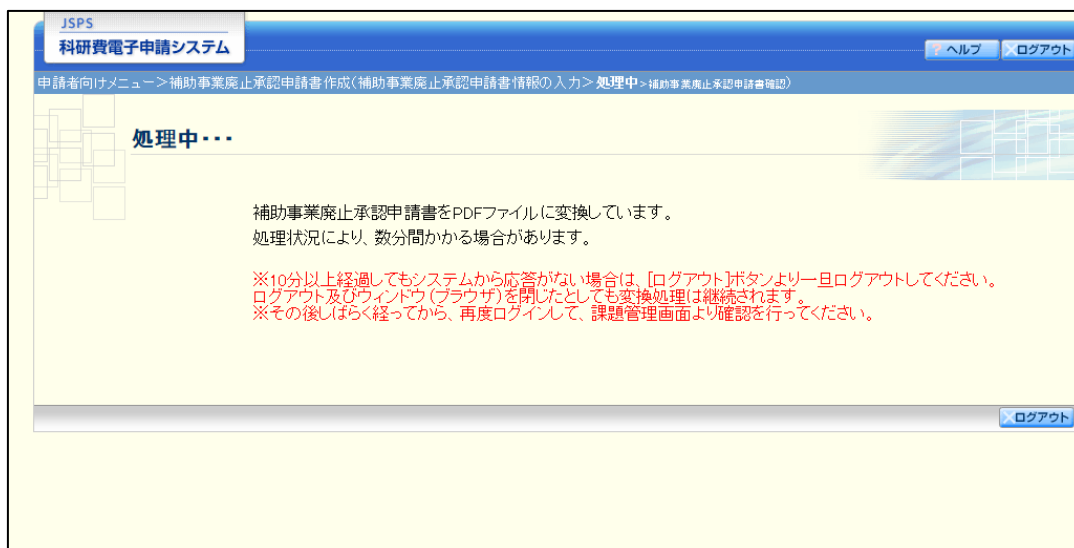 JSPS
科研費電子申請システム
? ヘルプ ×ログアウト
申請者向けメニュー＞補助事業廃止承認申請書作成(補助事業廃止承認申請書情報の入力＞処理中＞補助事業廃止承認申請書確認)
処理中・・・
補助事業廃止承認申請書をPDFファイルに変換しています。
処理状況により、数分間かかる場合があります。
※10分以上経過してもシステムから応答がない場合は、[ログアウト]ボタンより一旦ログアウトしてください。
ログアウト及びウィンドウ(ブラウザ)を閉じたとしても変換処理は継続されます。
※その後しばらく経ってから、再度ログインして、課題管理画面より確認を行ってください。
×ログアウト